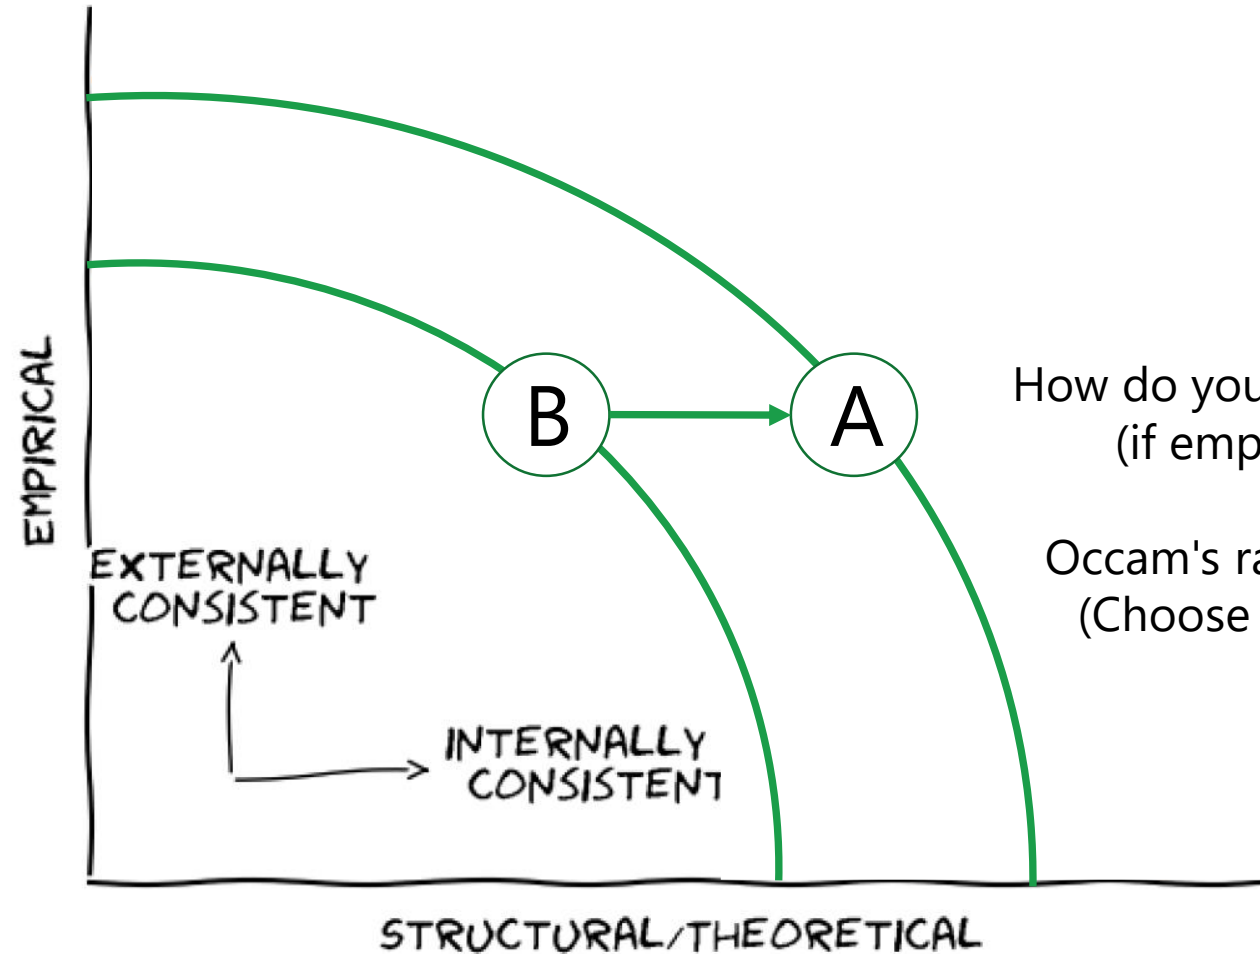 EMPIRICAL
EXTERNALLY
CONSISTENT
INTERNALLY
CONSISTENT
STRUCTURAL/THEORETICAL
B
A
How do you
(if emp
Occam's ra
(Choose